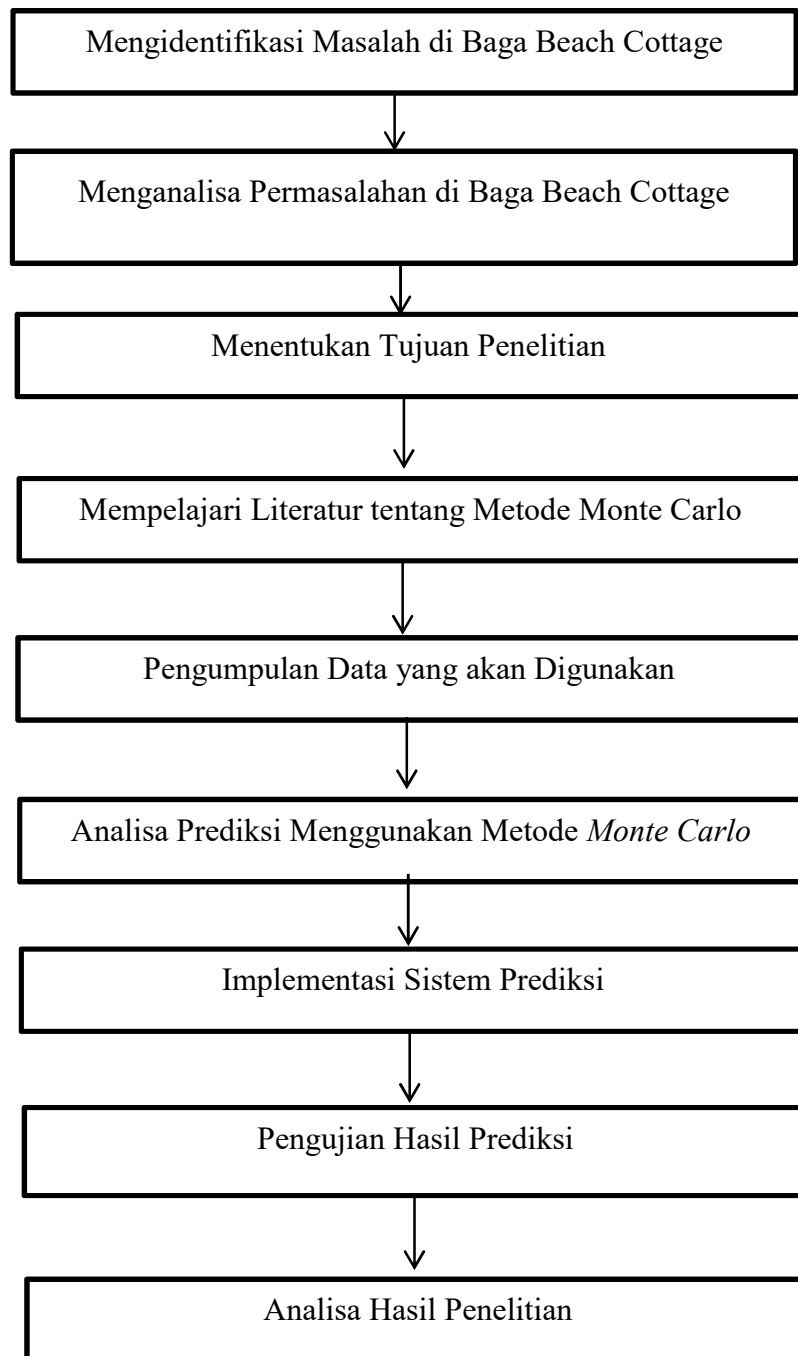 Mengidentifikasi Masalah di Baga Beach Cottage
Menganalisa Permasalahan di Baga Beach Cottage
Menentukan Tujuan Penelitian
Mempelajari Literatur tentang Metode Monte Carlo
Pengumpulan Data yang akan Digunakan
Analisa Prediksi Menggunakan Metode Monte Carlo
Implementasi Sistem Prediksi
Pengujian Hasil Prediksi
Analisa Hasil Penelitian